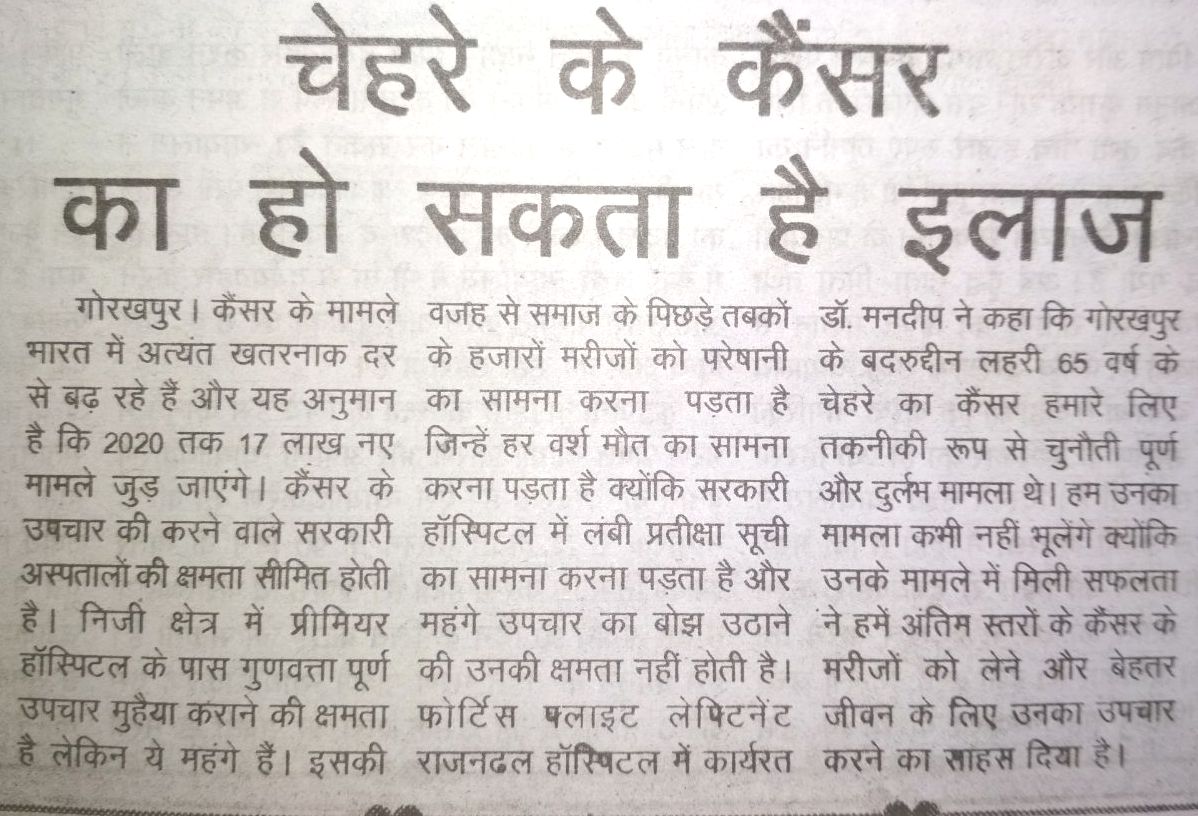 चेहरे के कैंसर
का हो सकता है इलाज
गोरखपुर। कैंसर के मामले
भारत में अत्यंत खतरनाक दर
से बढ़ रहे हैं और यह अनुमान
है कि 2020 तक 17 लाख नए
मामले जुड़ जाएंगे। कैंसर के
उपचार की करने वाले सरकारी
अस्पतालों की क्षमता सीमित होती
है। निजी क्षेत्र में प्रीमियर
हॉस्पिटल के पास गुणवत्ता पूर्ण
उपचार मुहैया कराने की क्षमता
है लेकिन ये महंगे हैं। इसकी
वजह से समाज के पिछड़े तबकों
के हजारों मरीजों को परेषानी
का सामना करना पड़ता है
जिन्हें हर वर्श मौत का सामना
करना पड़ता है क्योंकि सरकारी
हॉस्पिटल में लंबी प्रतीक्षा सूची
का सामना करना पड़ता है और
महंगे उपचार का बोझ उठाने
की उनकी क्षमता नहीं होती है।
फोर्टिस फ्लाइट लेफ्टिनेंट
राजनढल हॉस्पिटल में कार्यरत
डॉ. मनदीप ने कहा कि गोरखपुर
के बदरुद्दीन लहरी 65 वर्ष के
चेहरे का कैंसर हमारे लिए
तकनीकी रूप से चुनौती पूर्ण
और दुर्लभ मामला थे। हम उनका
मामला कभी नहीं भूलेंगे क्योंकि
उनके मामले में मिली सफलता
ने हमें अंतिम स्तरों के कैंसर के
मरीजों को लेने और बेहतर
जीवन के लिए उनका उपचार
करने का साहस दिया है।